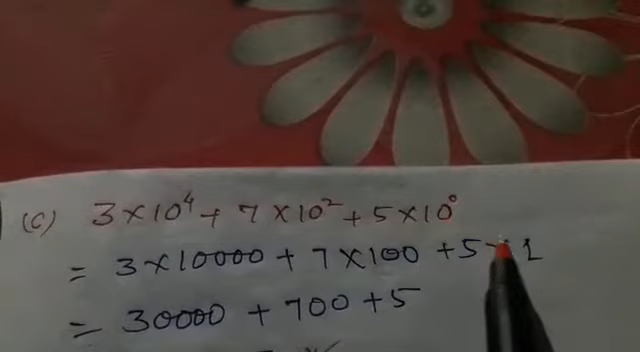 (c) 3×10⁴ + 7×10² + 5×10⁰
= 3×10000 + 7×100 + 5×1
= 30000 + 700 + 5